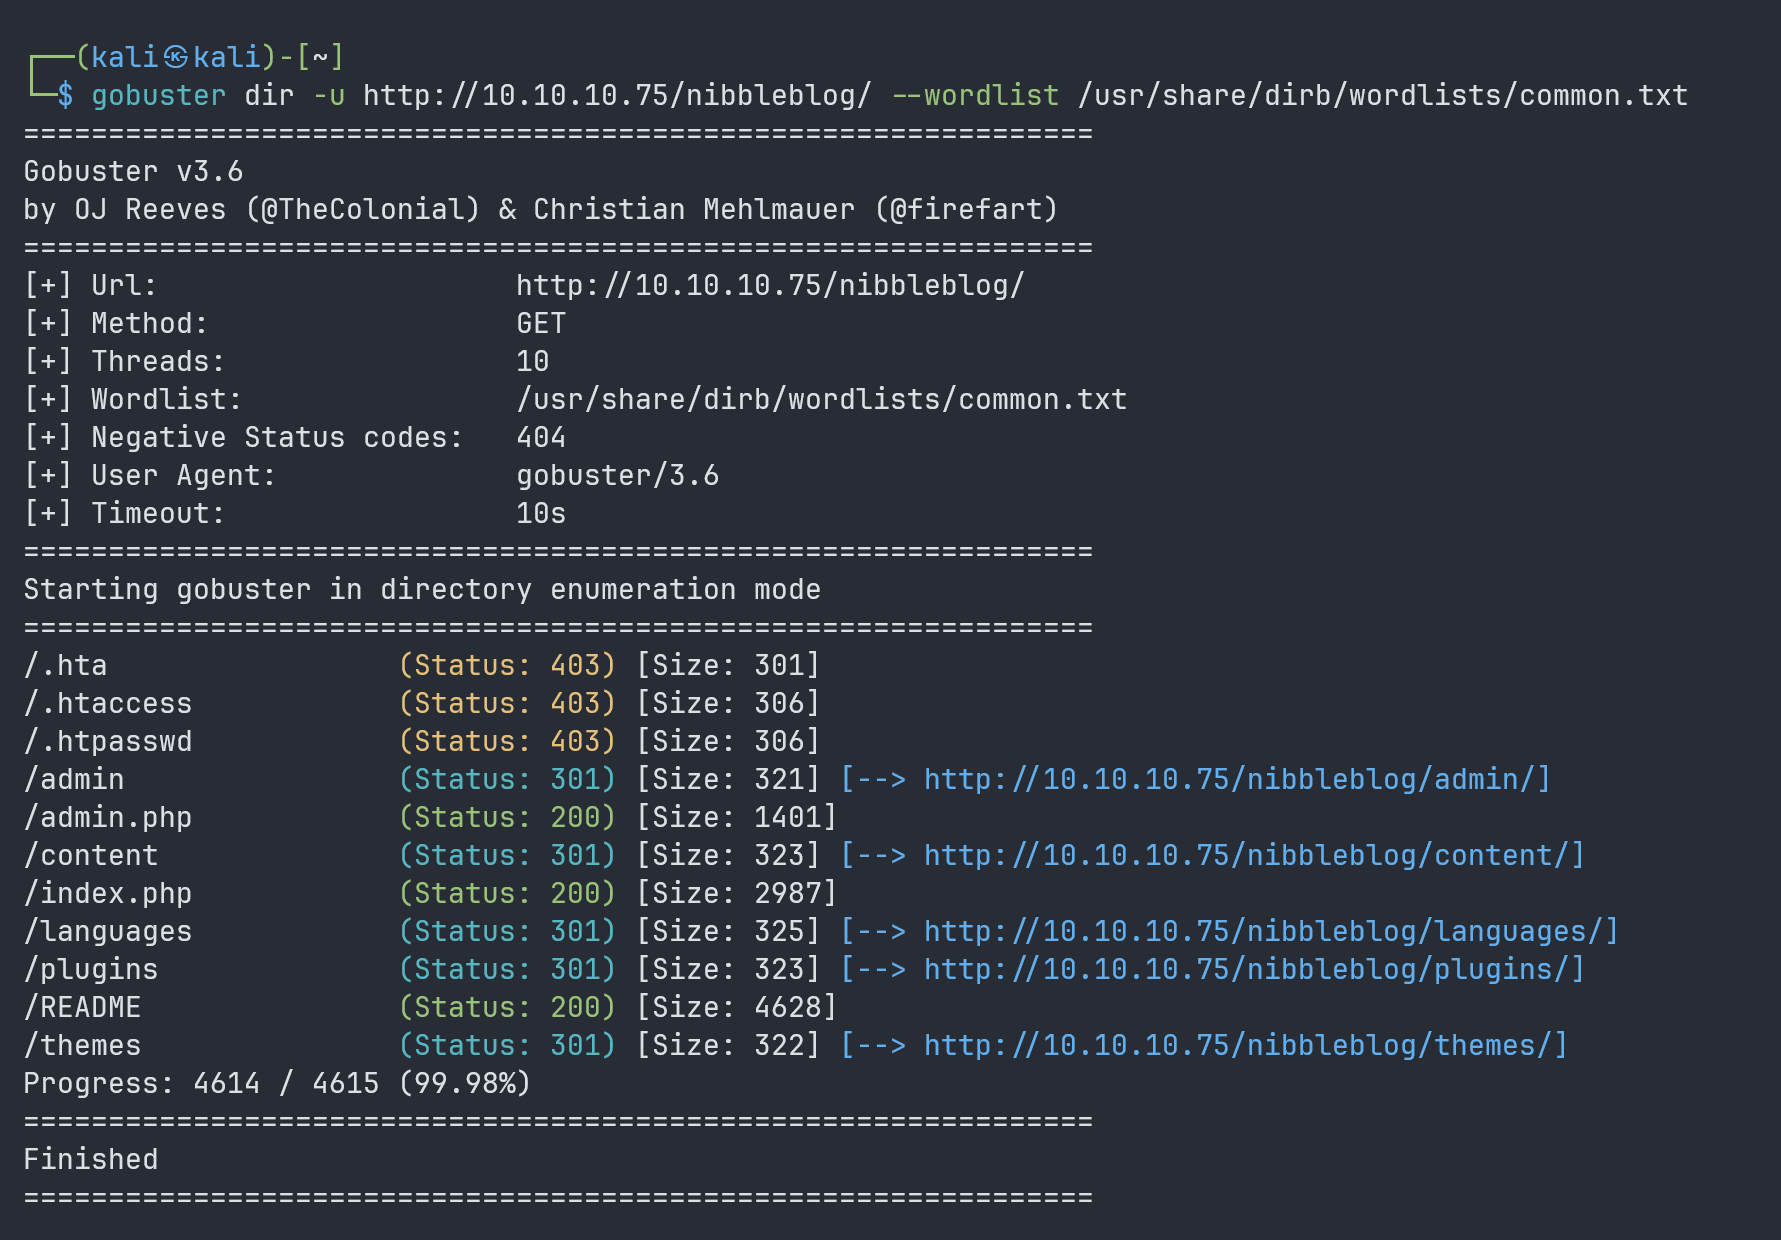 ┌──(kali㉿kali)-[~]
└─$ gobuster dir -u http://10.10.10.75/nibbleblog/ --wordlist /usr/share/dirb/wordlists/common.txt
===============================================================
Gobuster v3.6
by OJ Reeves (@TheColonial) & Christian Mehlmauer (@firefart)
===============================================================
[+] Url:                     http://10.10.10.75/nibbleblog/
[+] Method:                  GET
[+] Threads:                 10
[+] Wordlist:                /usr/share/dirb/wordlists/common.txt
[+] Negative Status codes:   404
[+] User Agent:              gobuster/3.6
[+] Timeout:                 10s
===============================================================
Starting gobuster in directory enumeration mode
===============================================================
/.hta                 (Status: 403) [Size: 301]
/.htaccess            (Status: 403) [Size: 306]
/.htpasswd            (Status: 403) [Size: 306]
/admin                (Status: 301) [Size: 321] [--> http://10.10.10.75/nibbleblog/admin/]
/admin.php            (Status: 200) [Size: 1401]
/content              (Status: 301) [Size: 323] [--> http://10.10.10.75/nibbleblog/content/]
/index.php            (Status: 200) [Size: 2987]
/languages            (Status: 301) [Size: 325] [--> http://10.10.10.75/nibbleblog/languages/]
/plugins              (Status: 301) [Size: 323] [--> http://10.10.10.75/nibbleblog/plugins/]
/README               (Status: 200) [Size: 4628]
/themes               (Status: 301) [Size: 322] [--> http://10.10.10.75/nibbleblog/themes/]
Progress: 4614 / 4615 (99.98%)
===============================================================
Finished
===============================================================